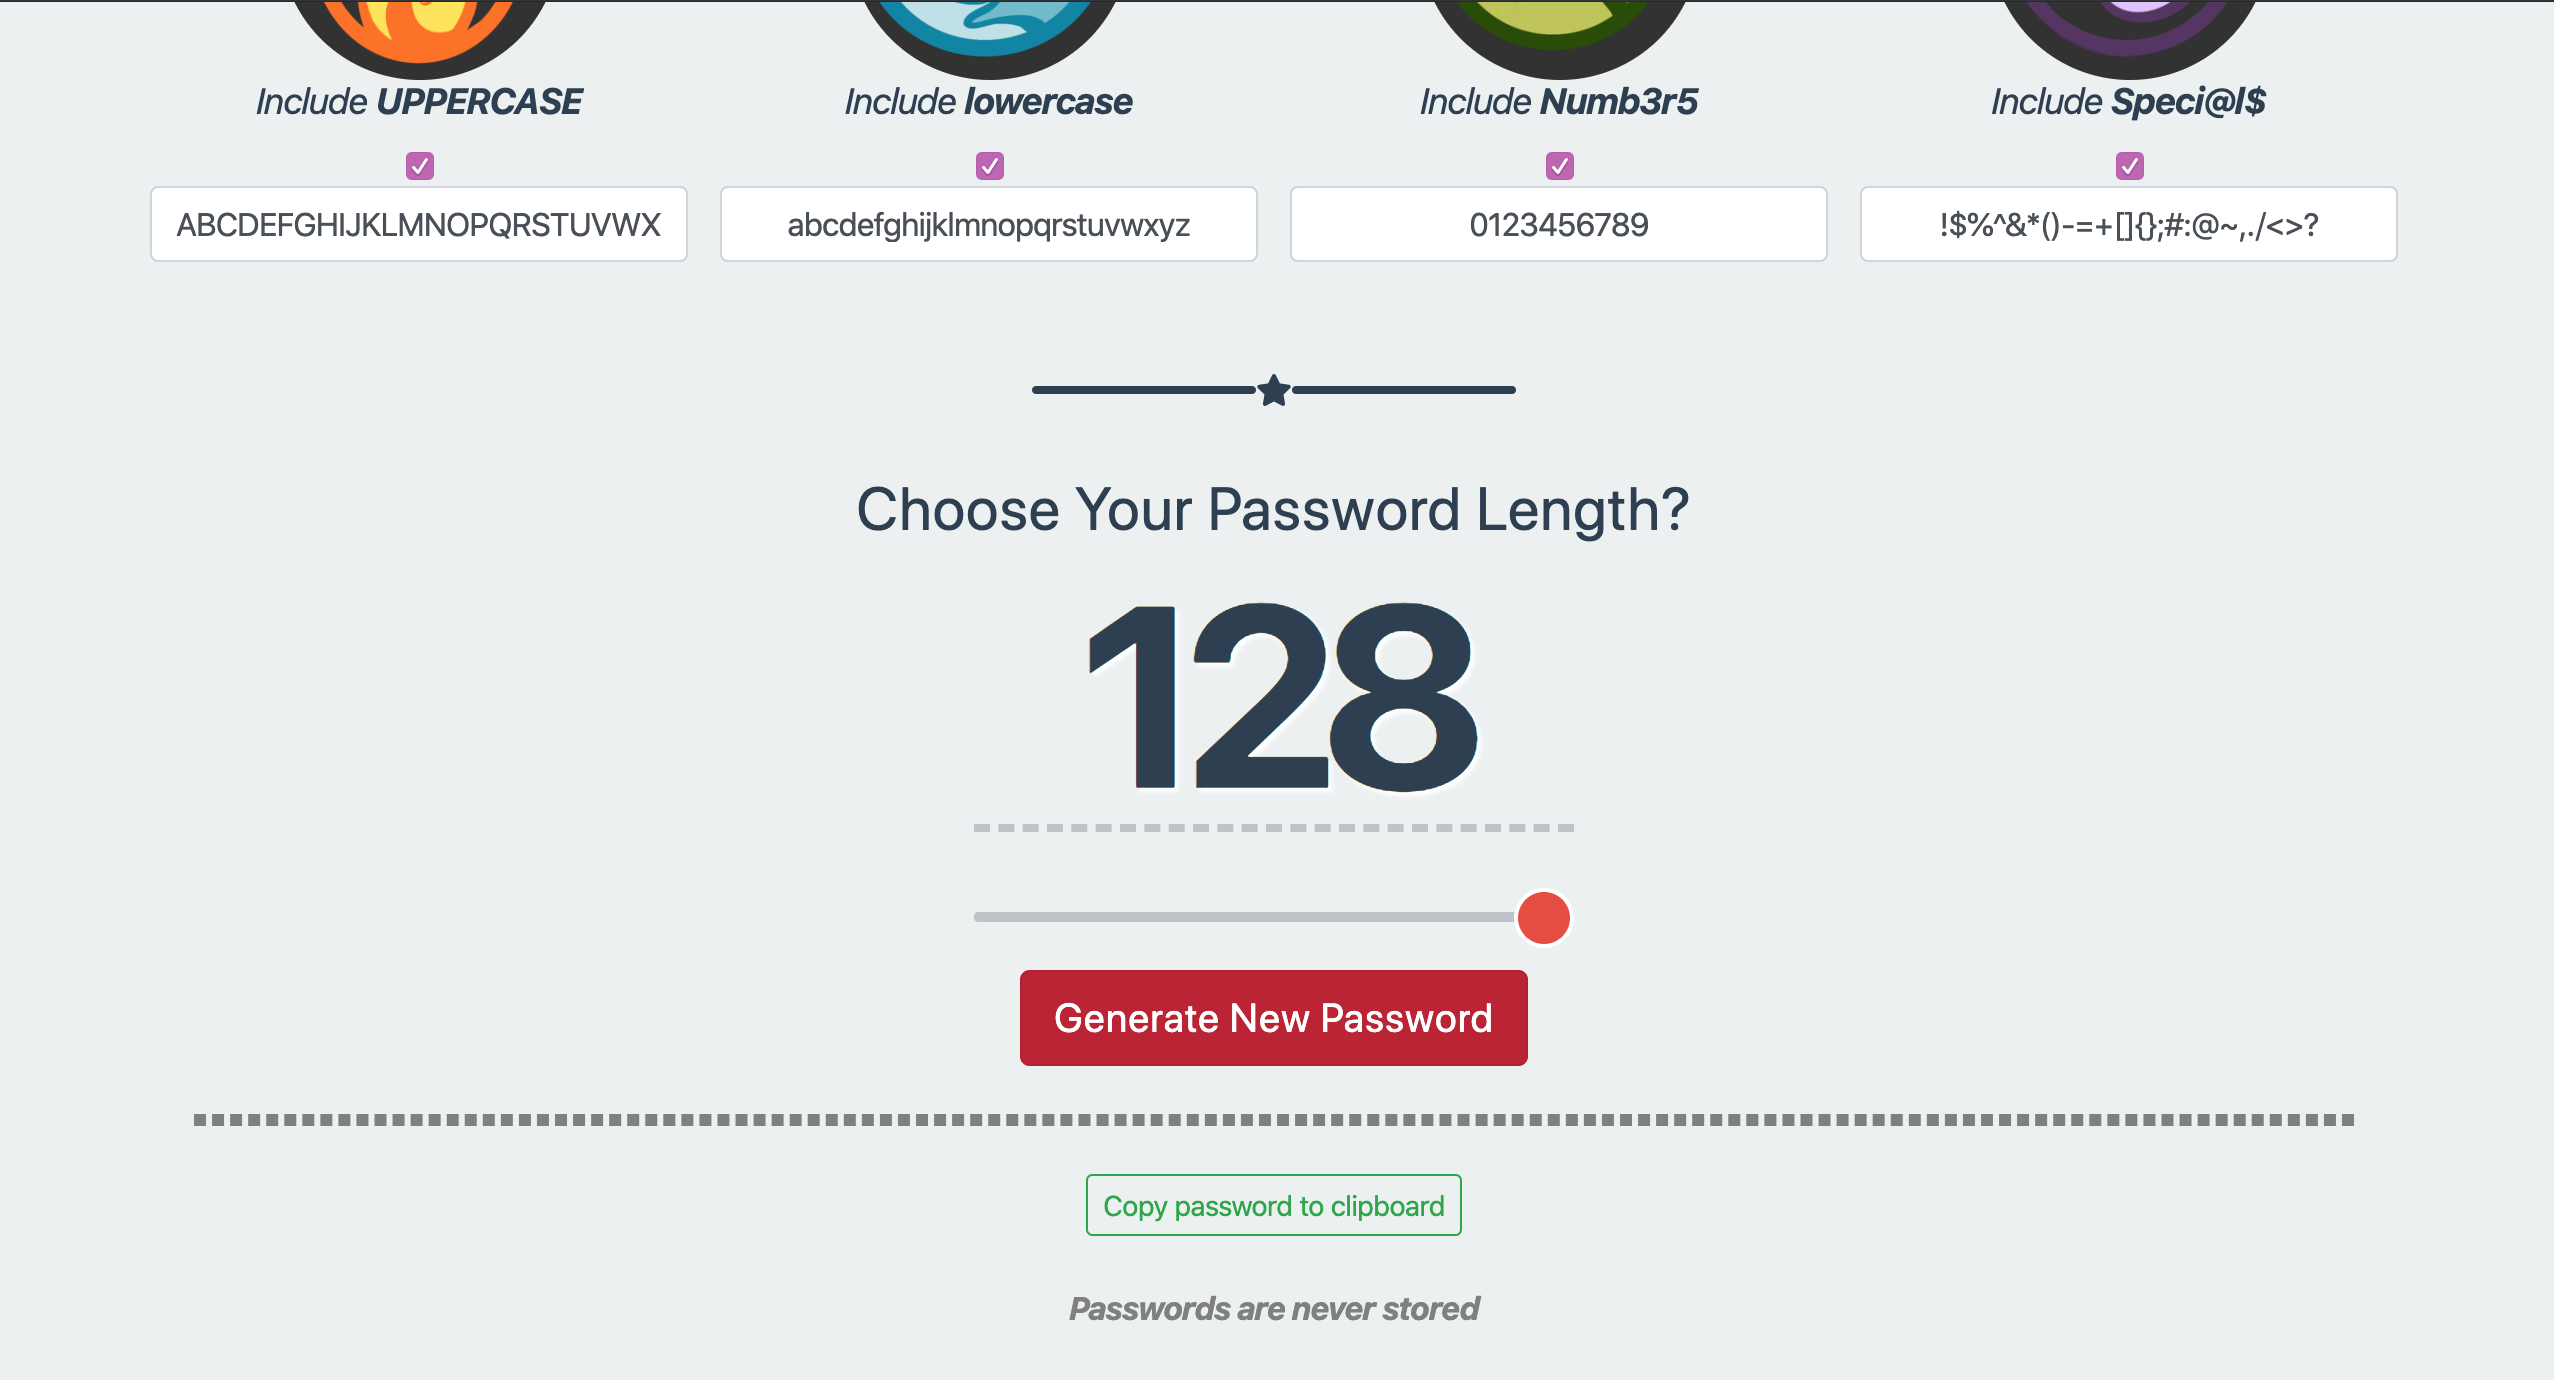 Include UPPERCASE
Include lowercase
Include Numb3r5
Include Speci@l$
ABCDEFGHIJKLMNOPQRSTUVWX
abcdefghijklmnopqrstuvwxyz
0123456789
!$%^&*()-=+[]{};#:@~,./<>?
Choose Your Password Length?
128
Generate New Password
Copy password to clipboard
Passwords are never stored